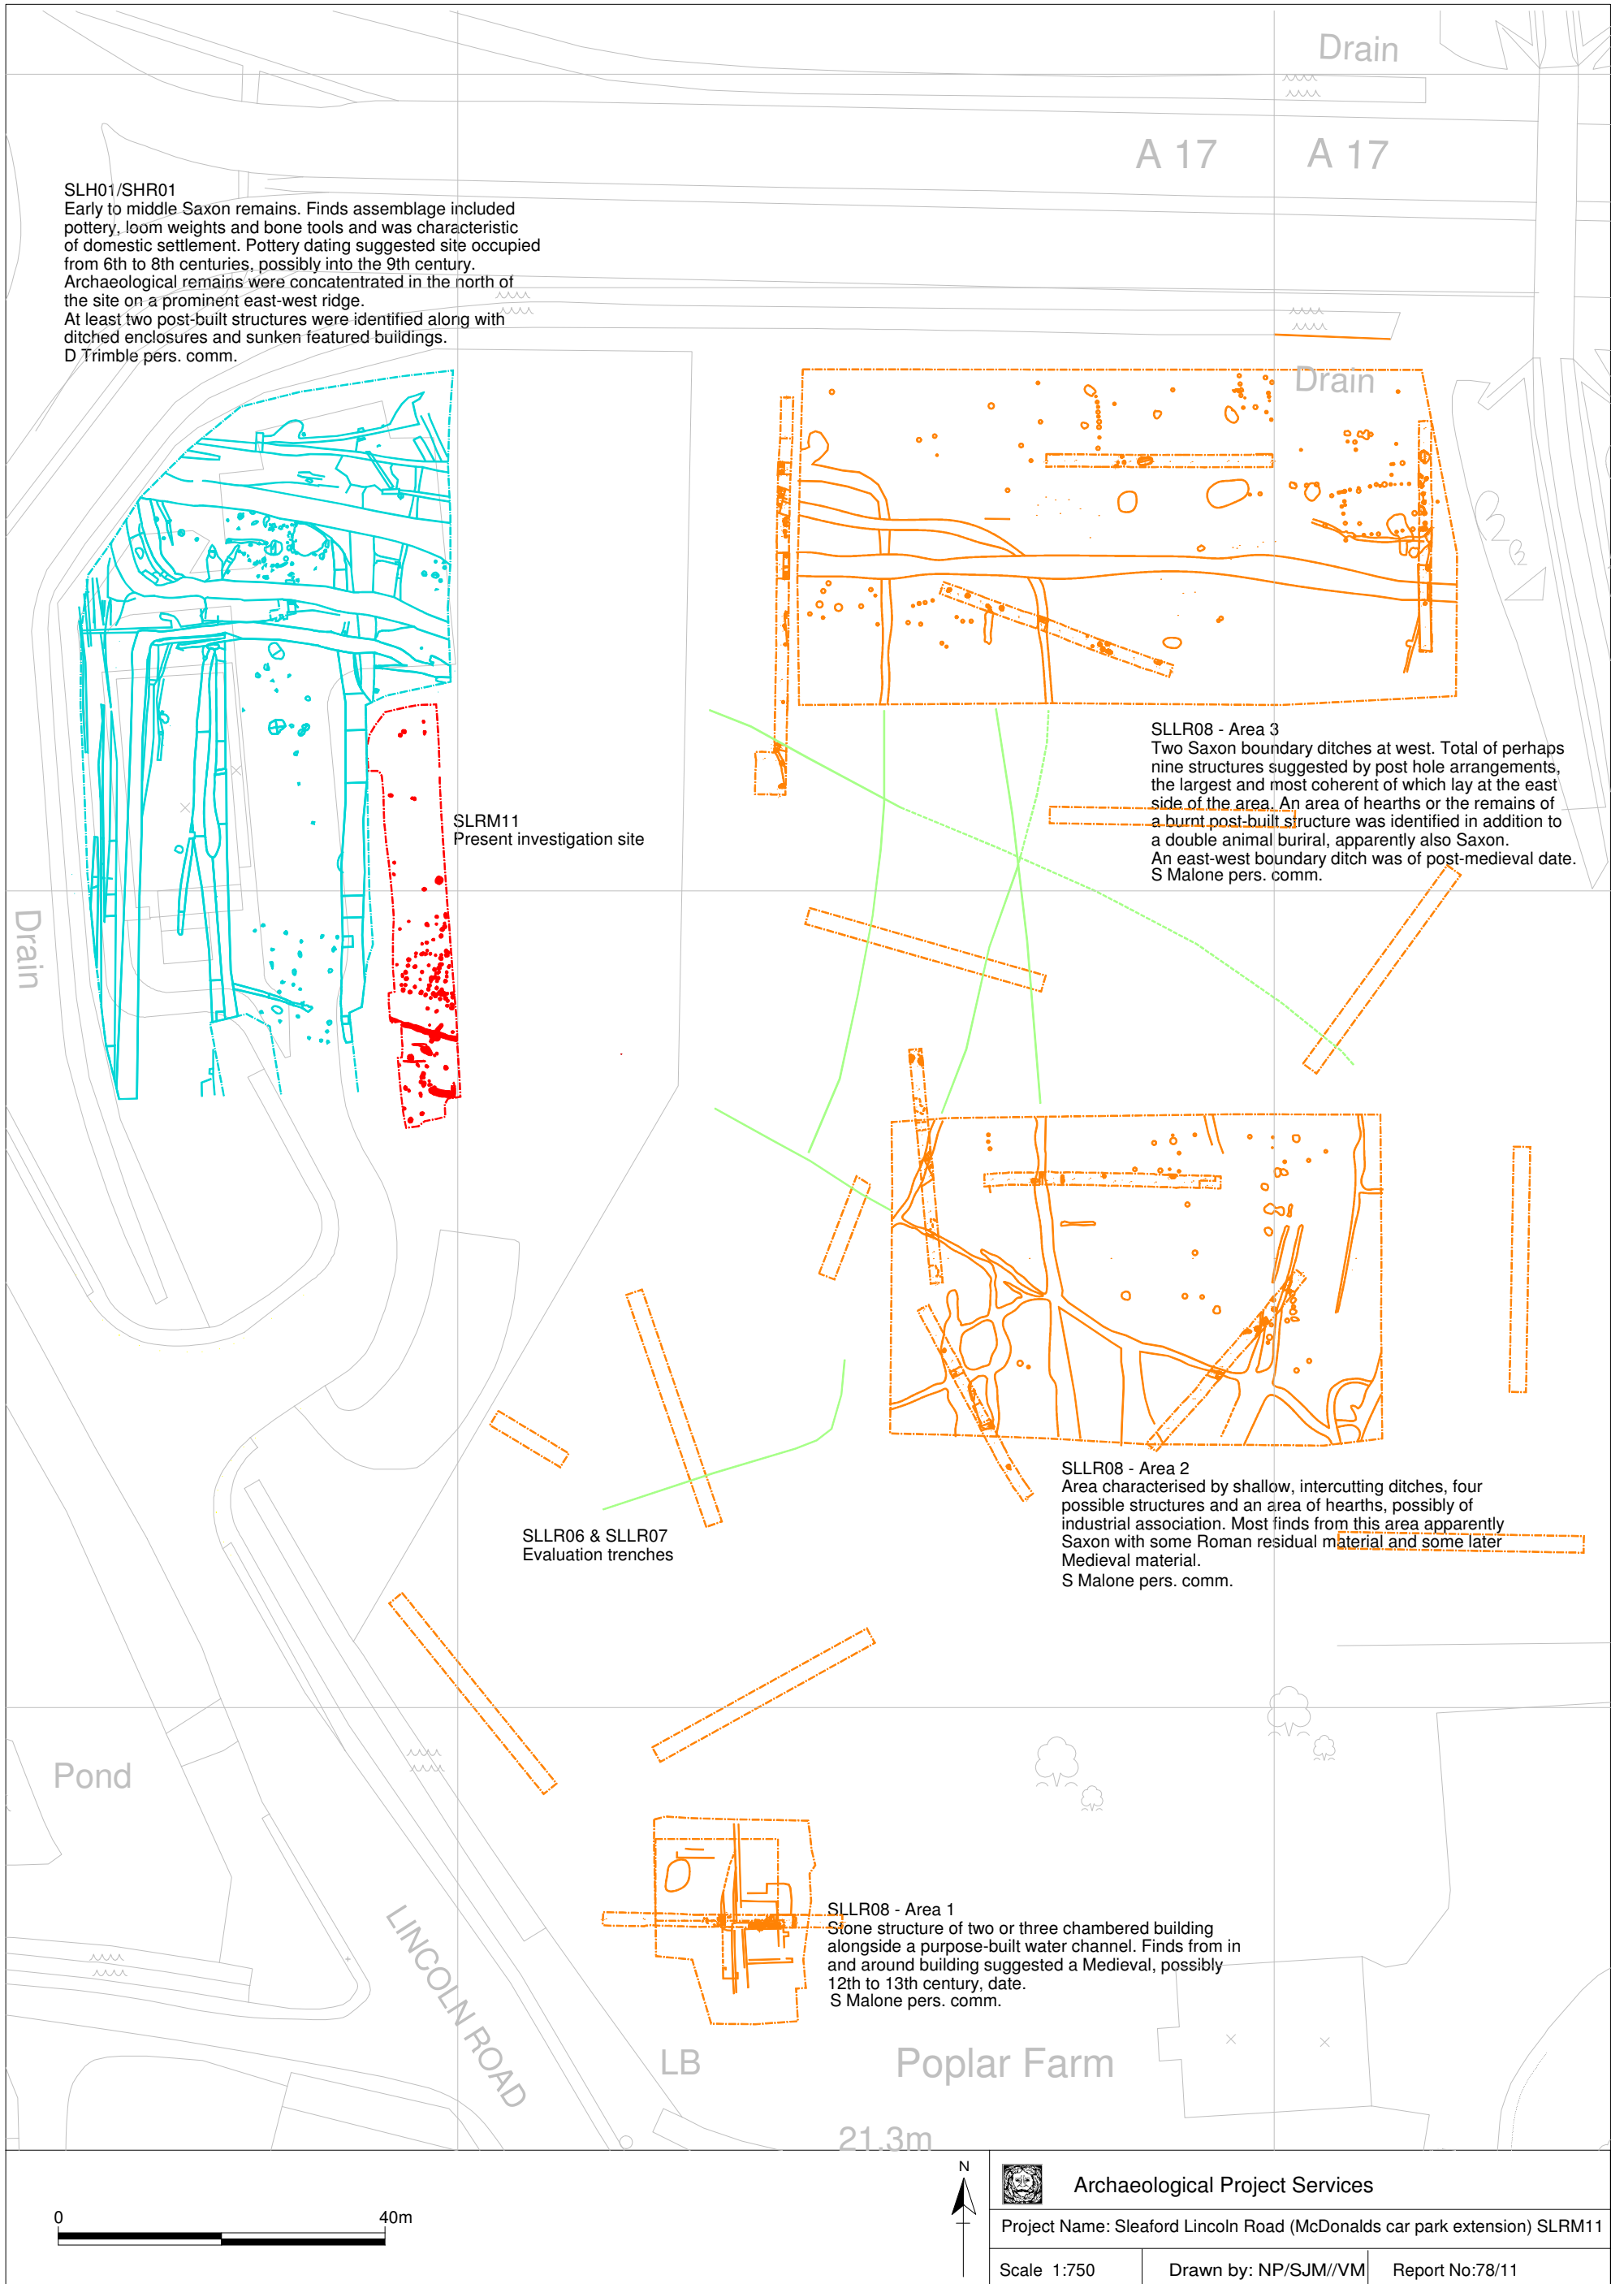 Drain
A 17
A 17
SLH01/SHR01
Early to middle Saxon remains. Finds assemblage included
pottery, loom weights and bone tools and was characteristic
of domestic settlement. Pottery dating suggested site occupied
from 6th to 8th centuries, possibly into the 9th century.
Archaeological remains were concatentrated in the north of
the site on a prominent east-west ridge.
At least two post-built structures were identified along with
ditched enclosures and sunken featured buildings.
D Trimble pers. comm.
Drain
SLLR08 - Area 3
Two Saxon boundary ditches at west. Total of perhaps
nine structures suggested by post hole arrangements,
the largest and most coherent of which lay at the east
side of the area. An area of hearths or the remains of
a burnt post-built structure was identified in addition to
a double animal buriral, apparently also Saxon.
An east-west boundary ditch was of post-medieval date.
S Malone pers. comm.
SLRM11
Present investigation site
Drain
SLLR08 - Area 2
Area characterised by shallow, intercutting ditches, four
possible structures and an area of hearths, possibly of
industrial association. Most finds from this area apparently
Saxon with some Roman residual material and some later
Medieval material.
S Malone pers. comm.
SLLR06 & SLLR07
Evaluation trenches
Pond
LINCOLN ROAD
SLLR08 - Area 1
Stone structure of two or three chambered building
alongside a purpose-built water channel. Finds from in
and around building suggested a Medieval, possibly
12th to 13th century, date.
S Malone pers. comm.
LB
Poplar Farm
21.3m
0
40m
N
Archaeological Project Services
Project Name: Sleaford Lincoln Road (McDonalds car park extension) SLRM11
Scale 1:750
Drawn by: NP/SJM//VM
Report No:78/11